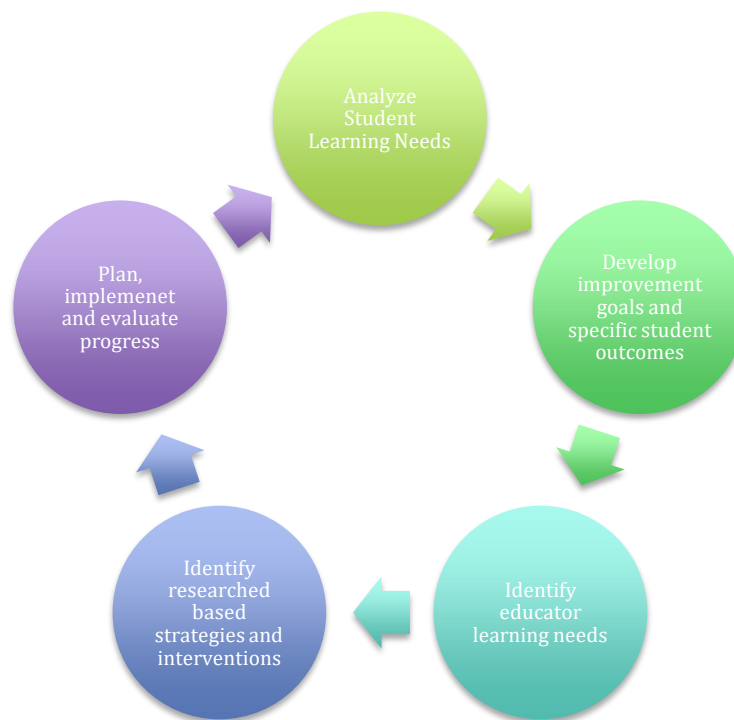 Analyze
Student
Learning Needs
Develop
improvement
goals and
specific student
outcomes
Identify
educator
learning needs
Identify
researched
based
strategies and
interventions
Plan,
implemenet
and evaluate
progress